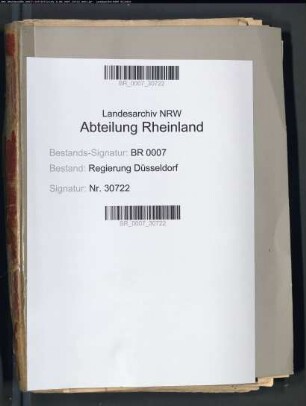 BR_0007_30722
Landesarchiv NRW
Abteilung Rheinland
Bestands-Signatur: BR 0007
Bestand: Regierung Düsseldorf
Signatur: Nr. 30722
BR_0007_30722